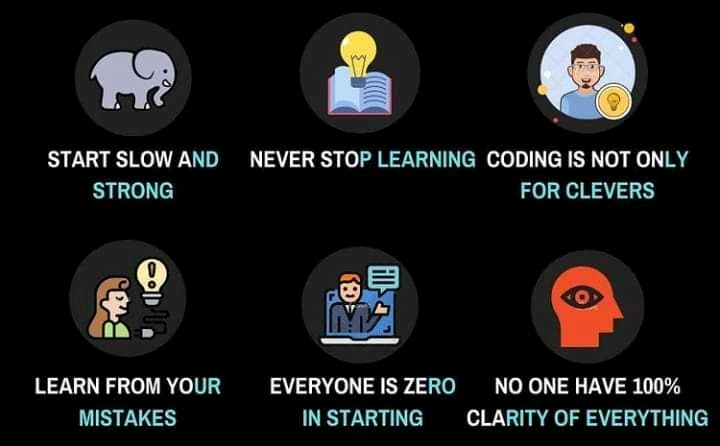 START SLOW AND
STRONG
NEVER STOP LEARNING
CODING IS NOT ONLY
FOR CLEVERS
LEARN FROM YOUR
MISTAKES
EVERYONE IS ZERO
IN STARTING
NO ONE HAVE 100%
CLARITY OF EVERYTHING